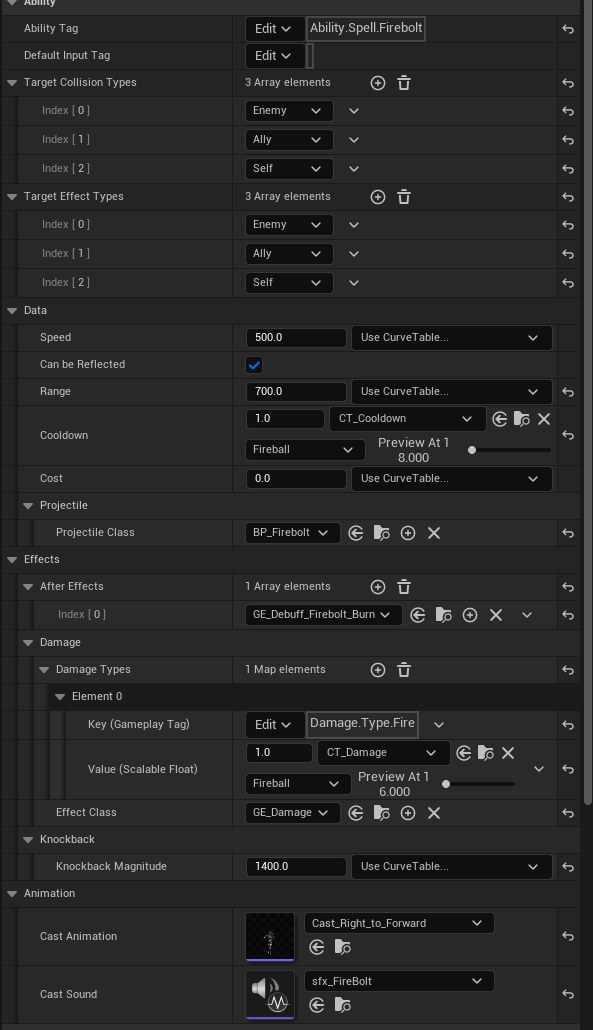 Ability
Ability Tag Edit Ability.Spell.Firebolt
Default Input Tag Edit
Target Collision Types 3 Array elements
Index [ 0 ] Enemy
Index [ 1 ] Ally
Index [ 2 ] Self
Target Effect Types 3 Array elements
Index [ 0 ] Enemy
Index [ 1 ] Ally
Index [ 2 ] Self
Data
Speed 500.0 Use CurveTable...
Can be Reflected
Range 700.0 Use CurveTable...
1.0 CT_Cooldown
Cooldown
Fireball Preview At 1
8.000
Cost 0.0 Use CurveTable...
Projectile
Projectile Class BP_Firebolt
Effects
After Effects 1 Array elements
Index [ 0 ] GE_Debuff_Firebolt_Burn
Damage
Damage Types 1 Map elements
Element 0
Key (Gameplay Tag) Edit Damage.Type.Fire
1.0 CT_Damage
Value (Scalable Float)
Fireball Preview At 1
6.000
Effect Class GE_Damage
Knockback
Knockback Magnitude 1400.0 Use CurveTable...
Animation
Cast_Right_to_Forward
Cast Animation
sfx_FireBolt
Cast Sound